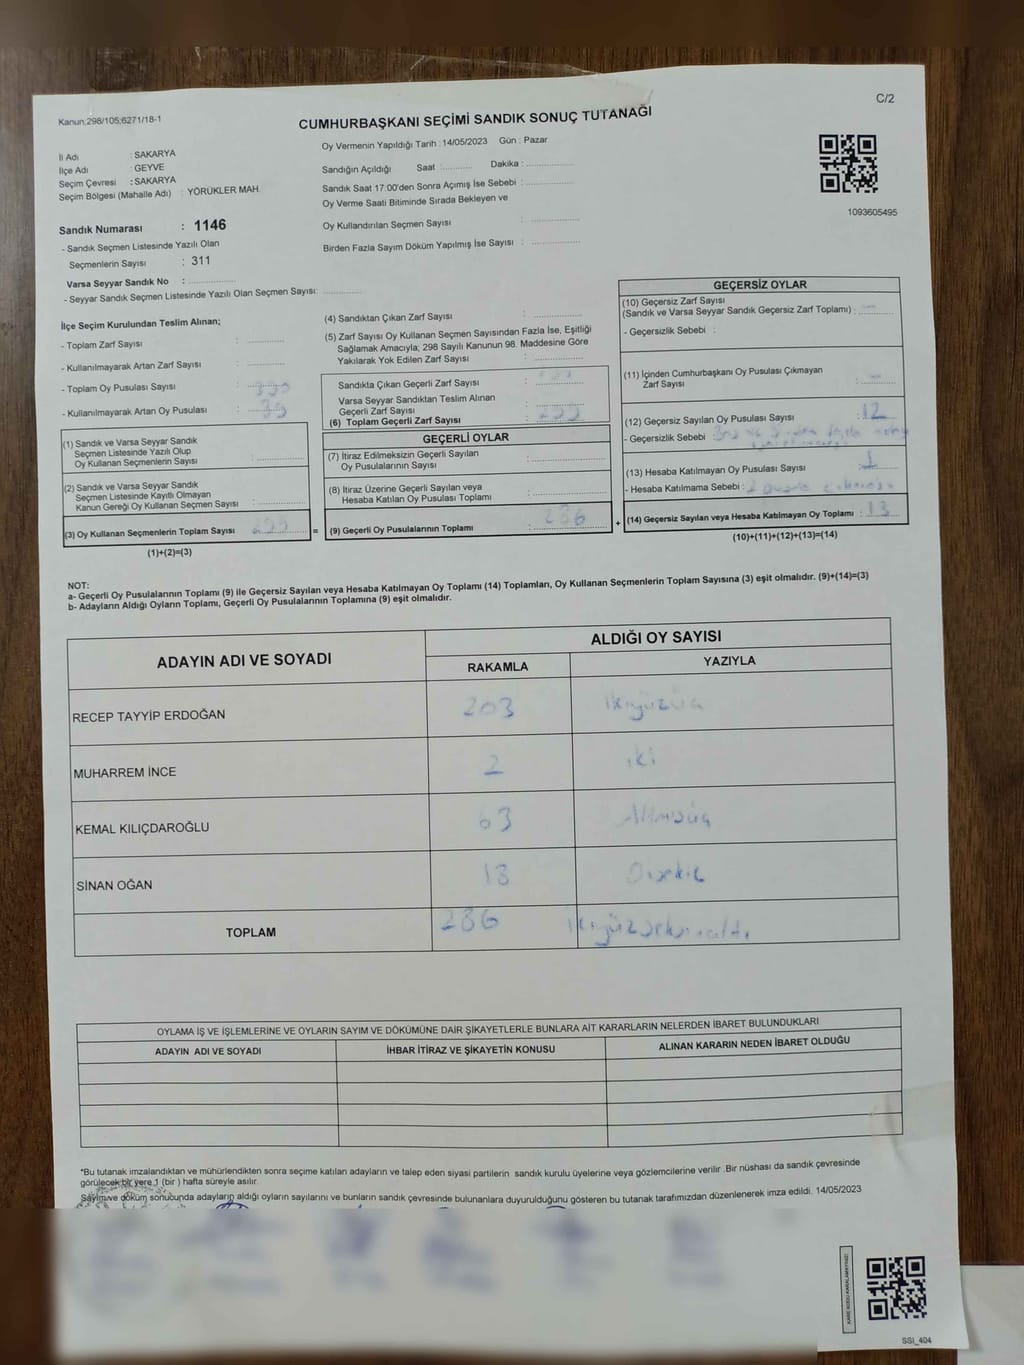 C/2
Kanun;298/105;6271/18-1
CUMHURBAŞKANI SEÇİMİ SANDIK SONUÇ TUTANAĞI
Oy Vermenin Yapıldığı Tarih : 14/05/2023 Gün : Pazar
İl Adı : SAKARYA
İlçe Adı : GEYVE
Seçim Çevresi : SAKARYA
Seçim Bölgesi (Mahalle Adı) : YÖRÜKLER MAH.
Sandığın Açıldığı Saat : Dakika :
Sandık Saat 17:00'den Sonra Açımış İse Sebebi :
Oy Verme Saati Bitiminde Sırada Bekleyen ve
Oy Kullandırılan Seçmen Sayısı :
Birden Fazla Sayım Döküm Yapılmış İse Sayısı :
1093605495
Sandık Numarası : 1146
- Sandık Seçmen Listesinde Yazılı Olan
Seçmenlerin Sayısı : 311
Varsa Seyyar Sandık No :
- Seyyar Sandık Seçmen Listesinde Yazılı Olan Seçmen Sayısı:
İlçe Seçim Kurulundan Teslim Alınan;
- Toplam Zarf Sayısı :
- Kullanılmayarak Artan Zarf Sayısı :
- Toplam Oy Pusulası Sayısı :
- Kullanılmayarak Artan Oy Pusulası :
(1) Sandık ve Varsa Seyyar Sandık
Seçmen Listesinde Yazılı Olup
Oy Kullanan Seçmenlerin Sayısı :
(2) Sandık ve Varsa Seyyar Sandık
Seçmen Listesinde Kayıtlı Olmayan
Kanun Gereği Oy Kullanan Seçmen Sayısı :
(3) Oy Kullanan Seçmenlerin Toplam Sayısı : =
(1)+(2)=(3)
(4) Sandıktan Çıkan Zarf Sayısı :
(5) Zarf Sayısı Oy Kullanan Seçmen Sayısından Fazla İse, Eşitliği
Sağlamak Amacıyla; 298 Sayılı Kanunun 98. Maddesine Göre
Yakılarak Yok Edilen Zarf Sayısı :
Sandıkta Çıkan Geçerli Zarf Sayısı :
Varsa Seyyar Sandıktan Teslim Alınan
Geçerli Zarf Sayısı :
(6) Toplam Geçerli Zarf Sayısı :
GEÇERLİ OYLAR
(7) İtiraz Edilmeksizin Geçerli Sayılan
Oy Pusulalarının Sayısı :
(8) İtiraz Üzerine Geçerli Sayılan veya
Hesaba Katılan Oy Pusulası Toplamı :
(9) Geçerli Oy Pusulalarının Toplamı : 286 +
GEÇERSİZ OYLAR
(10) Geçersiz Zarf Sayısı
(Sandık ve Varsa Seyyar Sandık Geçersiz Zarf Toplamı) : —
- Geçersizlik Sebebi :
(11) İçinden Cumhurbaşkanı Oy Pusulası Çıkmayan
Zarf Sayısı : —
(12) Geçersiz Sayılan Oy Pusulası Sayısı : 12
- Geçersizlik Sebebi :
(13) Hesaba Katılmayan Oy Pusulası Sayısı : 1
- Hesaba Katılmama Sebebi :
(14) Geçersiz Sayılan veya Hesaba Katılmayan Oy Toplamı : 13
(10)+(11)+(12)+(13)=(14)
NOT:
a- Geçerli Oy Pusulalarının Toplamı (9) ile Geçersiz Sayılan veya Hesaba Katılmayan Oy Toplamı (14) Toplamları, Oy Kullanan Seçmenlerin Toplam Sayısına (3) eşit olmalıdır. (9)+(14)=(3)
b- Adayların Aldığı Oyların Toplamı, Geçerli Oy Pusulalarının Toplamına (9) eşit olmalıdır.
ADAYIN ADI VE SOYADI ALDIĞI OY SAYISI
RAKAMLA YAZIYLA
RECEP TAYYİP ERDOĞAN 203 ikiyüzüç
MUHARREM İNCE 2 iki
KEMAL KILIÇDAROĞLU 63 Altmışüç
SİNAN OĞAN 18 Onsekiz
TOPLAM 286 ikiyüzseksenaltı
OYLAMA İŞ VE İŞLEMLERİNE VE OYLARIN SAYIM VE DÖKÜMÜNE DAİR ŞİKAYETLERLE BUNLARA AİT KARARLARIN NELERDEN İBARET BULUNDUKLARI
ADAYIN ADI VE SOYADI İHBAR İTİRAZ VE ŞİKAYETİN KONUSU ALINAN KARARIN NEDEN İBARET OLDUĞU
*Bu tutanak imzalandıktan ve mühürlendikten sonra seçime katılan adayların ve talep eden siyasi partilerin sandık kurulu üyelerine veya gözlemcilerine verilir .Bir nüshası da sandık çevresinde
görülecek bir yere 1 (bir ) hafta süreyle asılır.
Sayım ve döküm sonucunda adayların aldığı oyların sayılarını ve bunların sandık çevresinde bulunanlara duyurulduğunu gösteren bu tutanak tarafımızdan düzenlenerek imza edildi. 14/05/2023
KARE KODU KARALAMAYINIZ!
SSI_404